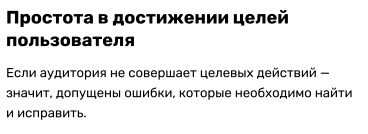 Простота в достижении целей
пользователя
Если аудитория не совершает целевых действий —
значит, допущены ошибки, которые необходимо найти
и исправить.